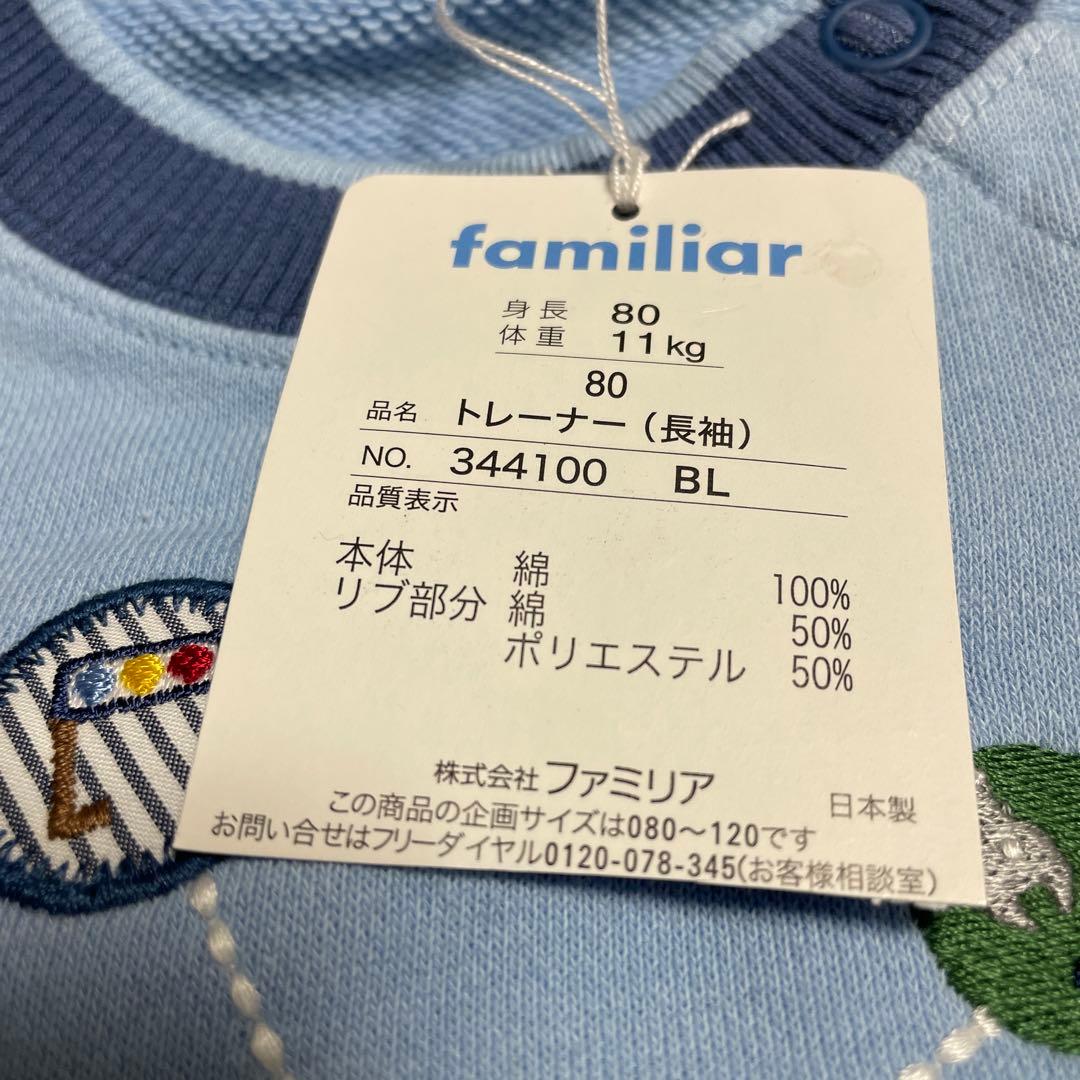 familiar
身長 80
体重 11kg
80
品名 トレーナー（長袖）
NO. 344100 BL
品質表示
本体 綿 100%
リブ部分 綿 50%
ポリエステル 50%
株式会社 ファミリア
この商品の企画サイズは080〜120です
日本製
お問い合せはフリーダイヤル0120-078-345(お客様相談室)